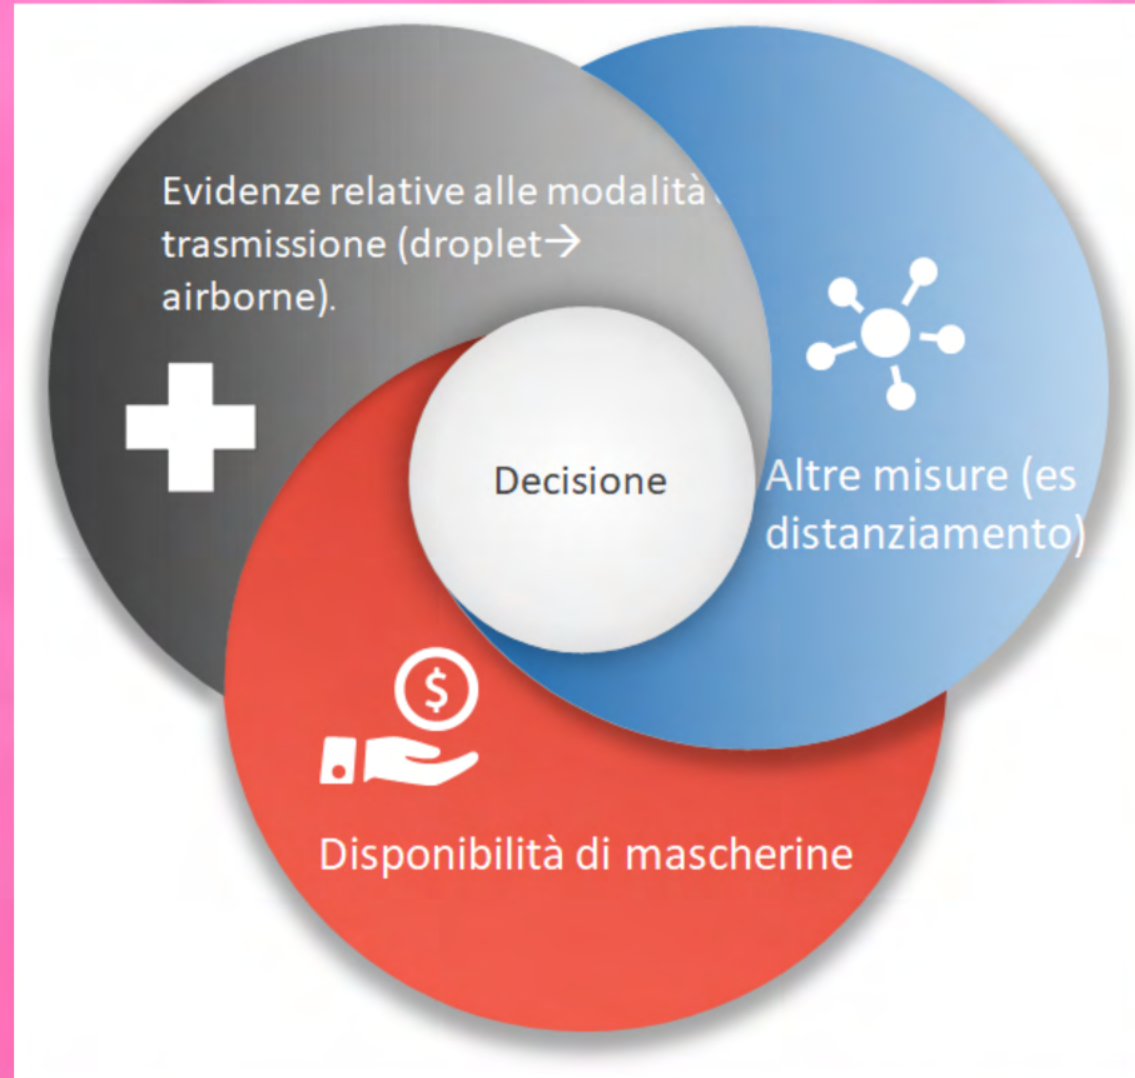 Evidenze relative alle modalità
trasmissione (droplet→
airborne).
Decisione
Altre misure (es
distanziamento)
$
Disponibilità di mascherine